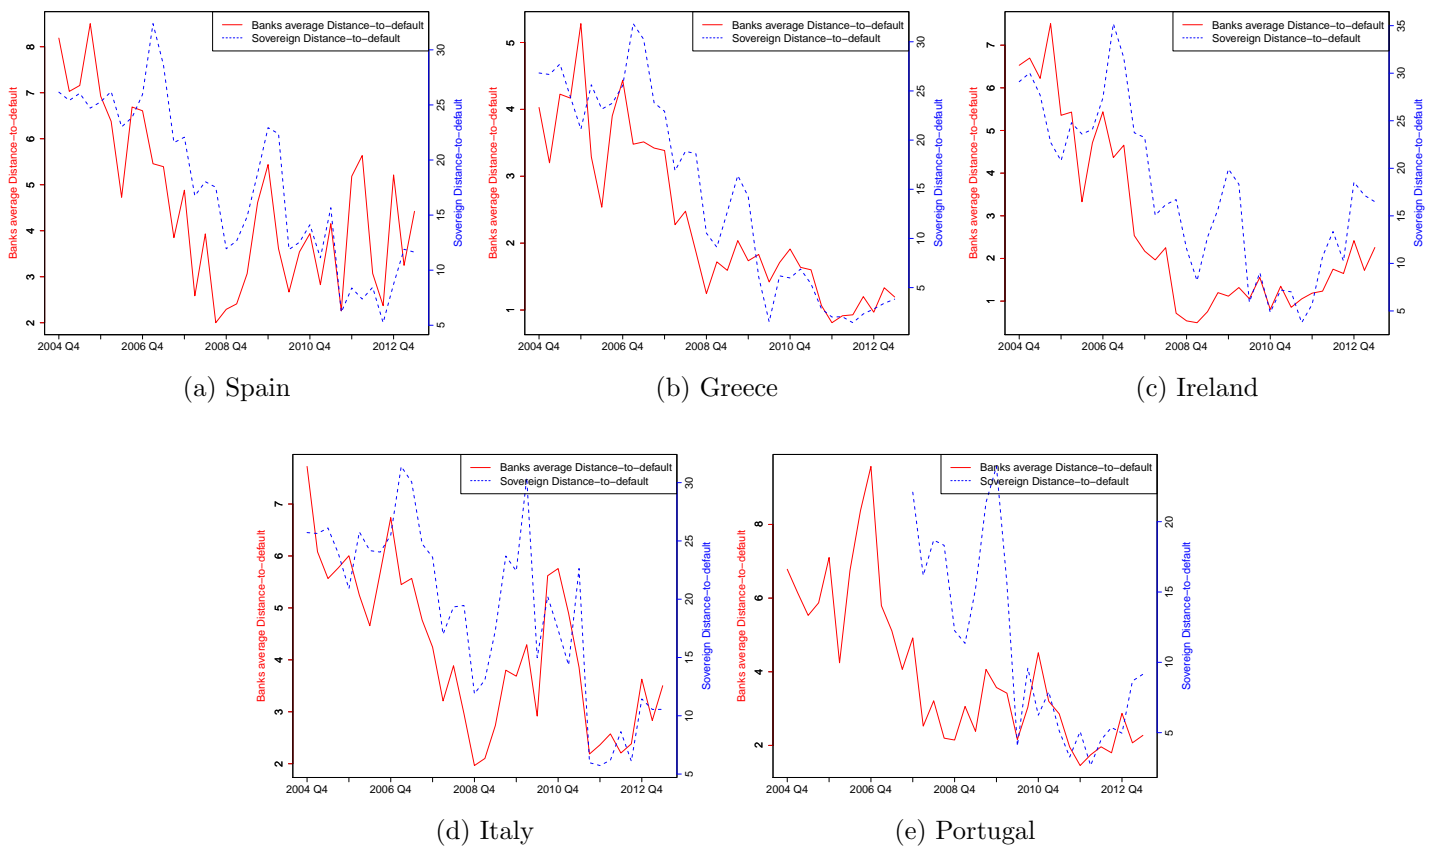 Banks average Distance−to−default
Sovereign Distance−to−default
Banks average Distance−to−default
Sovereign Distance−to−default
2 3 4 5 6 7 8
5 10 15 20 25 30
2004 Q4 2006 Q4 2008 Q4 2010 Q4 2012 Q4
(a) Spain
Banks average Distance−to−default
Sovereign Distance−to−default
Banks average Distance−to−default
Sovereign Distance−to−default
1 2 3 4 5
5 10 15 20 25 30
2004 Q4 2006 Q4 2008 Q4 2010 Q4 2012 Q4
(b) Greece
Banks average Distance−to−default
Sovereign Distance−to−default
Banks average Distance−to−default
Sovereign Distance−to−default
1 2 3 4 5 6 7
5 10 15 20 25 30 35
2004 Q4 2006 Q4 2008 Q4 2010 Q4 2012 Q4
(c) Ireland
Banks average Distance−to−default
Sovereign Distance−to−default
Banks average Distance−to−default
Sovereign Distance−to−default
2 3 4 5 6 7
5 10 15 20 25 30
2004 Q4 2006 Q4 2008 Q4 2010 Q4 2012 Q4
(d) Italy
Banks average Distance−to−default
Sovereign Distance−to−default
Banks average Distance−to−default
Sovereign Distance−to−default
2 4 6 8
5 10 15 20
2004 Q4 2006 Q4 2008 Q4 2010 Q4 2012 Q4
(e) Portugal